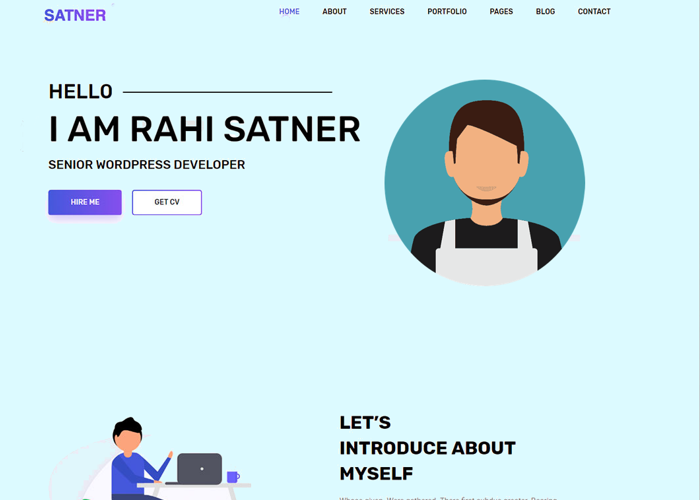 SATNER
HOME ABOUT SERVICES PORTFOLIO PAGES BLOG CONTACT
HELLO
I AM RAHI SATNER
SENIOR WORDPRESS DEVELOPER
HIRE ME GET CV
LET'S
INTRODUCE ABOUT
MYSELF